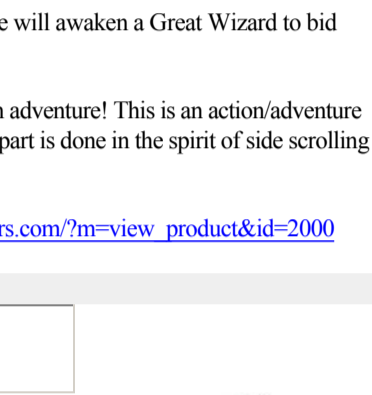 e will awaken a Great Wizard to bid
adventure! This is an action/adventure
part is done in the spirit of side scrolling
rs.com/?m=view_product&id=2000